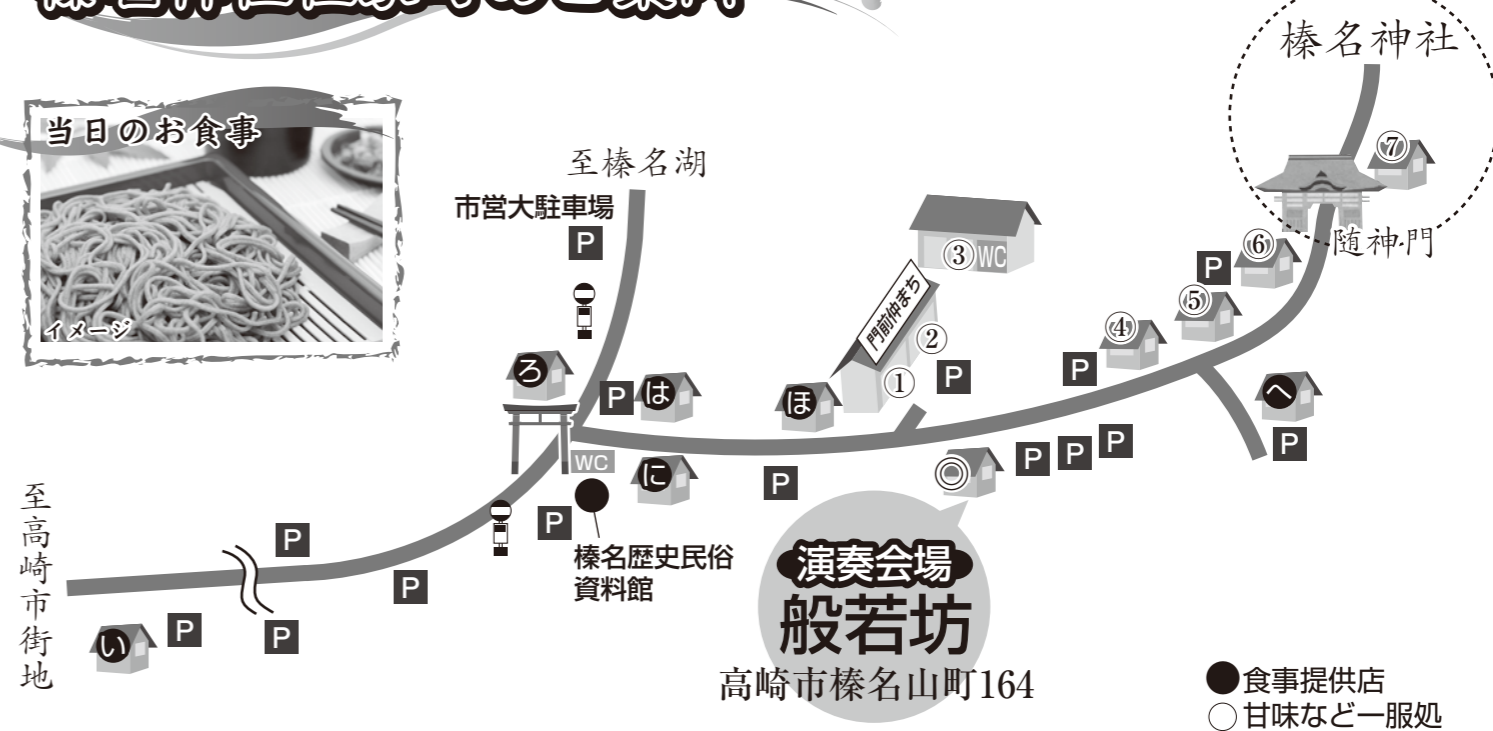 当日のお食事
イメージ
榛名神社
⑦
随神門
至榛名湖
市営大駐車場
P
③ WC
門前仲まち
②
①
P
⑥
P
⑤
④
P
ろ
P
は
ほ
へ
P
WC
に
P
◎
P P P
P
榛名歴史民俗
資料館
至高崎市街地
P
P
P
P
い
演奏会場
般若坊
高崎市榛名山町164
●食事提供店
○甘味など一服処